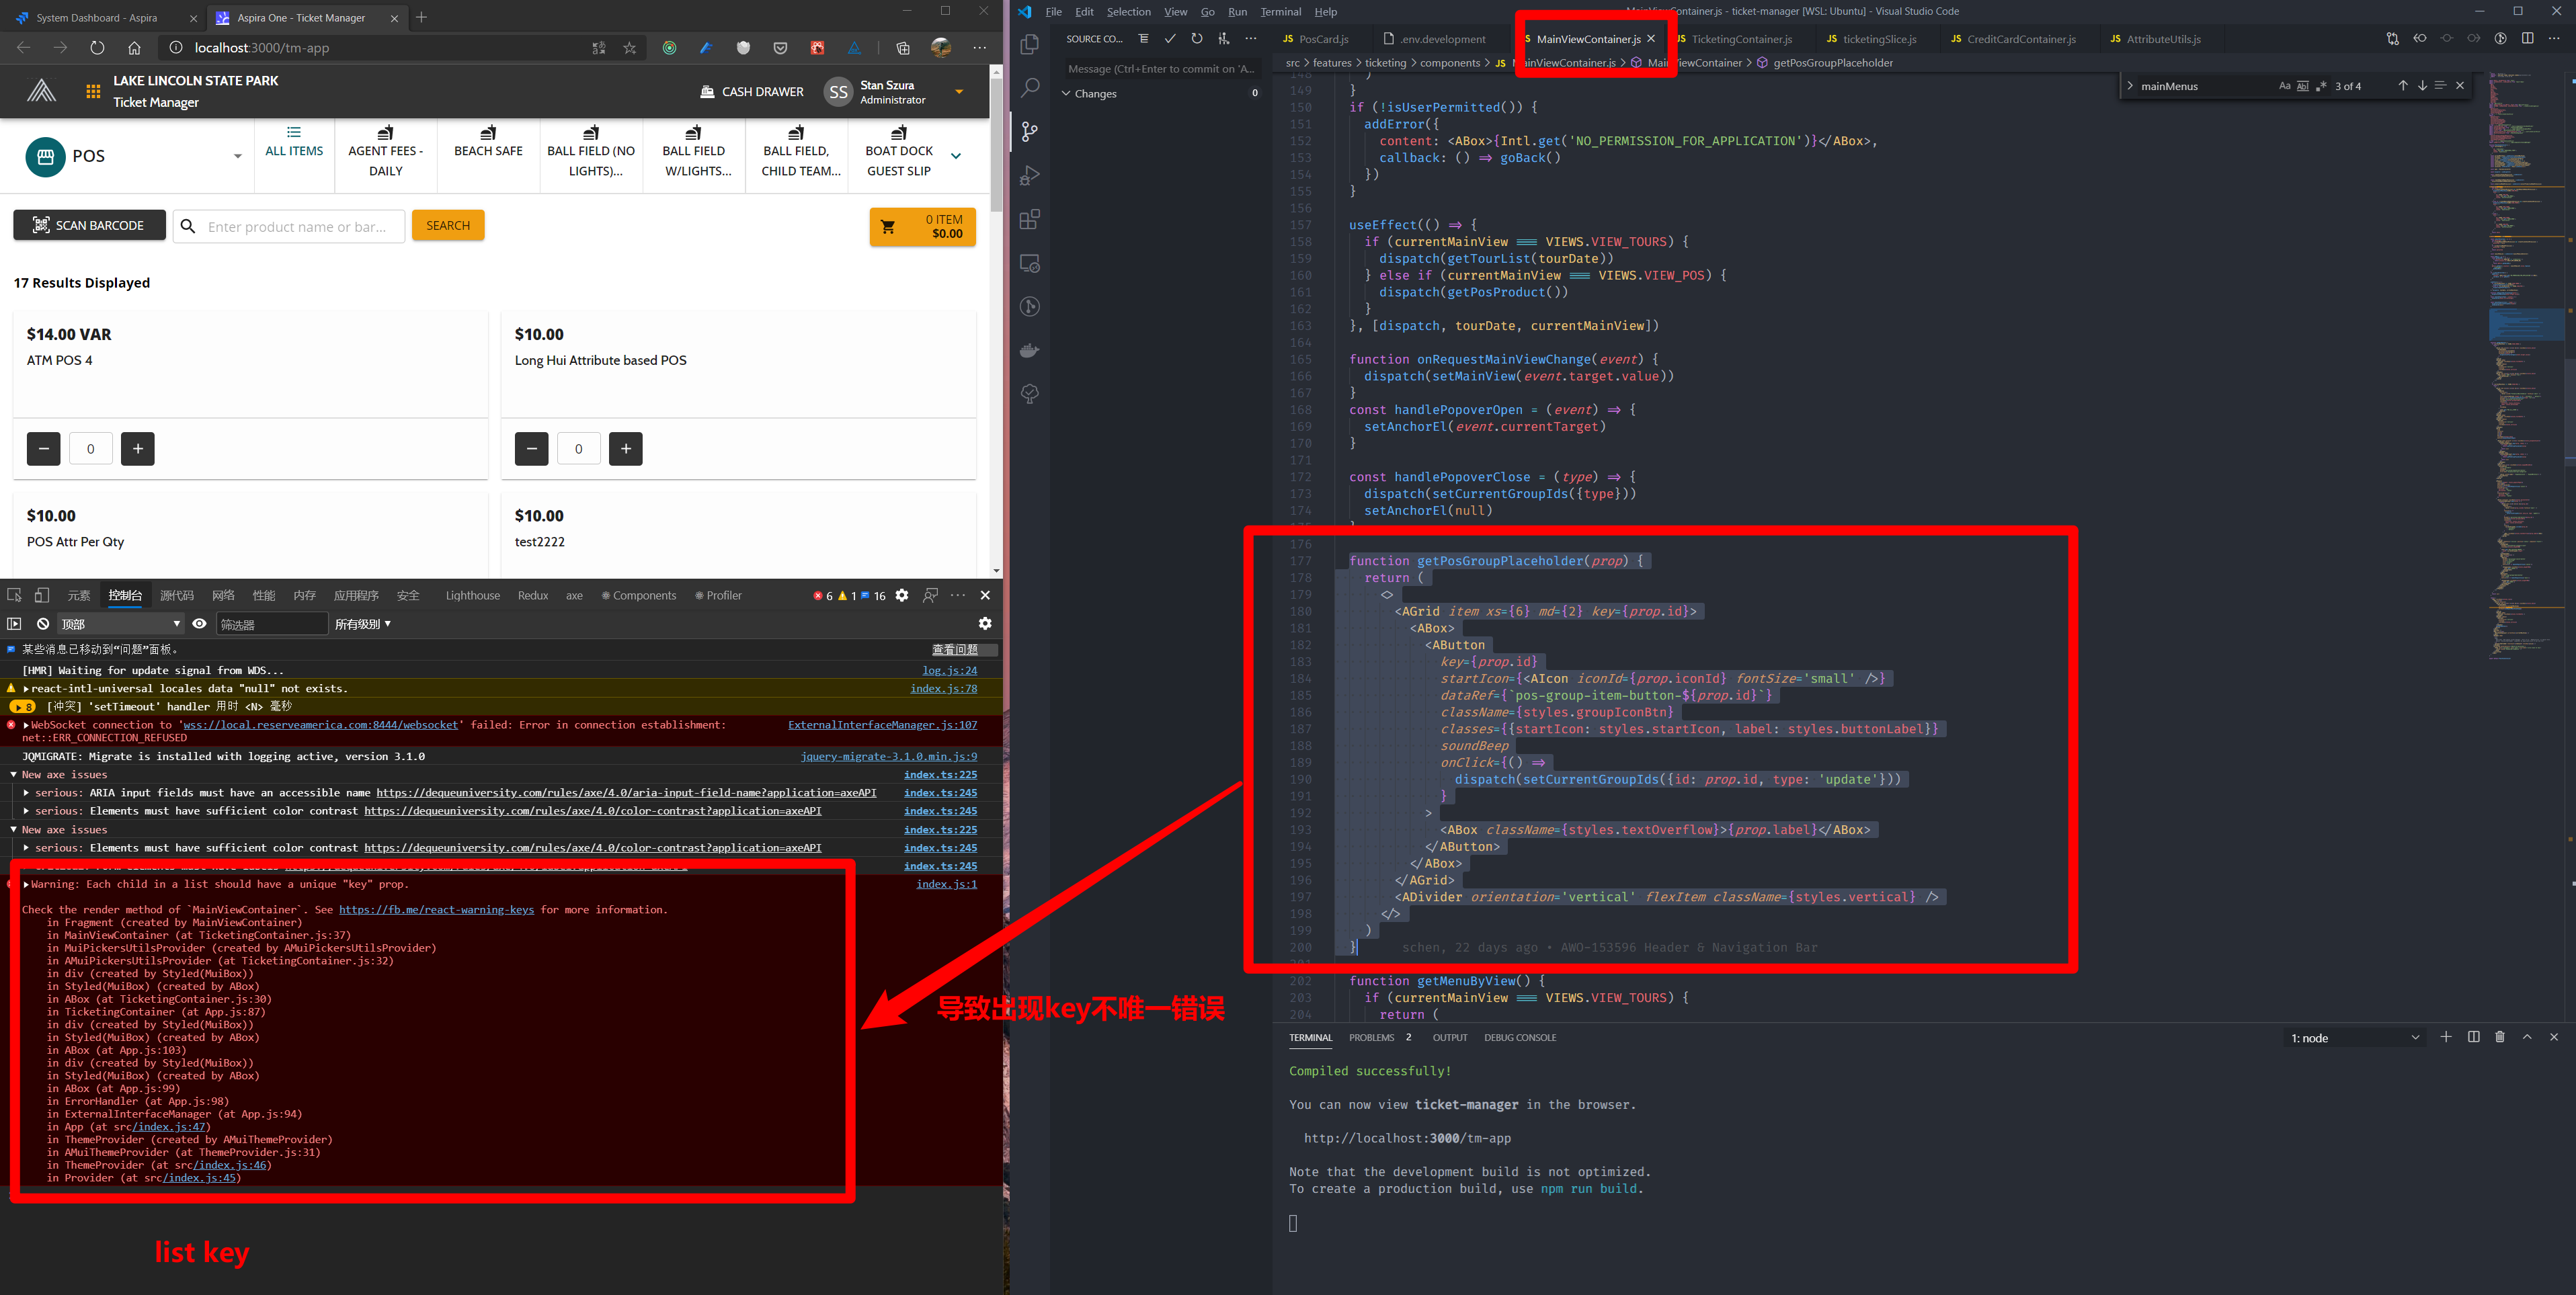 System Dashboard - Aspira
Aspira One - Ticket Manager
localhost:3000/tm-app
LAKE LINCOLN STATE PARK
Ticket Manager
CASH DRAWER
SS
Stan Szura
Administrator
POS
ALL ITEMS
AGENT FEES -
DAILY
BEACH SAFE
BALL FIELD (NO
LIGHTS)...
BALL FIELD
W/LIGHTS...
BALL FIELD,
CHILD TEAM...
BOAT DOCK
GUEST SLIP
SCAN BARCODE
Enter product name or bar...
SEARCH
0 ITEM
$0.00
17 Results Displayed
$14.00 VAR
ATM POS 4
0
$10.00
Long Hui Attribute based POS
0
$10.00
POS Attr Per Qty
$10.00
test2222
元素 控制台 源代码 网络 性能 内存 应用程序 安全 Lighthouse Redux axe Components Profiler 6 1 16
顶部 筛选器 所有级别
某些消息已移动到“问题”面板。 查看问题
[HMR] Waiting for update signal from WDS... log.js:24
react-intl-universal locales data "null" not exists. index.js:78
8 [冲突] 'setTimeout' handler 用时 <N> 毫秒
WebSocket connection to 'wss://local.reserveamerica.com:8444/websocket' failed: Error in connection establishment: ExternalInterfaceManager.js:107
net::ERR_CONNECTION_REFUSED
JQMIGRATE: Migrate is installed with logging active, version 3.1.0 jquery-migrate-3.1.0.min.js:9
New axe issues index.ts:225
serious: ARIA input fields must have an accessible name https://dequeuniversity.com/rules/axe/4.0/aria-input-field-name?application=axeAPI index.ts:245
serious: Elements must have sufficient color contrast https://dequeuniversity.com/rules/axe/4.0/color-contrast?application=axeAPI index.ts:245
New axe issues index.ts:225
serious: Elements must have sufficient color contrast https://dequeuniversity.com/rules/axe/4.0/color-contrast?application=axeAPI index.ts:245
index.ts:245
Warning: Each child in a list should have a unique "key" prop. index.js:1
Check the render method of `MainViewContainer`. See https://fb.me/react-warning-keys for more information.
in Fragment (created by MainViewContainer)
in MainViewContainer (at TicketingContainer.js:37)
in MuiPickersUtilsProvider (created by AMuiPickersUtilsProvider)
in AMuiPickersUtilsProvider (at TicketingContainer.js:32)
in div (created by Styled(MuiBox))
in Styled(MuiBox) (created by ABox)
in ABox (at TicketingContainer.js:30)
in TicketingContainer (at App.js:87)
in div (created by Styled(MuiBox))
in Styled(MuiBox) (created by ABox)
in ABox (at App.js:103)
in div (created by Styled(MuiBox))
in Styled(MuiBox) (created by ABox)
in ABox (at App.js:99)
in ErrorHandler (at App.js:98)
in ExternalInterfaceManager (at App.js:94)
in App (at src/index.js:47)
in ThemeProvider (created by AMuiThemeProvider)
in AMuiThemeProvider (at ThemeProvider.js:31)
in ThemeProvider (at src/index.js:46)
in Provider (at src/index.js:45)
list key
导致出现key不唯一错误
File Edit Selection View Go Run Terminal Help
MainViewContainer.js - ticket-manager [WSL: Ubuntu] - Visual Studio Code
SOURCE CO...
Message (Ctrl+Enter to commit on 'A...
Changes 0
JS PosCard.js .env.development MainViewContainer.js JS TicketingContainer.js JS ticketingSlice.js JS CreditCardContainer.js JS AttributeUtils.js
src > features > ticketing > components > JS MainViewContainer.js > MainViewContainer > getPosGroupPlaceholder
mainMenus Aa Abl .* 3 of 4
148 )
149 }
150 if (!isUserPermitted()) {
151 addError({
152 content: <ABox>{Intl.get('NO_PERMISSION_FOR_APPLICATION')}</ABox>,
153 callback: () => goBack()
154 })
155 }
156
157 useEffect(() => {
158 if (currentMainView === VIEWS.VIEW_TOURS) {
159 dispatch(getTourList(tourDate))
160 } else if (currentMainView === VIEWS.VIEW_POS) {
161 dispatch(getPosProduct())
162 }
163 }, [dispatch, tourDate, currentMainView])
164
165 function onRequestMainViewChange(event) {
166 dispatch(setMainView(event.target.value))
167 }
168 const handlePopoverOpen = (event) => {
169 setAnchorEl(event.currentTarget)
170 }
171
172 const handlePopoverClose = (type) => {
173 dispatch(setCurrentGroupIds({type}))
174 setAnchorEl(null)
176
177 function getPosGroupPlaceholder(prop) {
178 return (
179 <>
180 <AGrid item xs={6} md={2} key={prop.id}>
181 <ABox>
182 <AButton
183 key={prop.id}
184 startIcon={<AIcon iconId={prop.iconId} fontSize='small' />}
185 dataRef={`pos-group-item-button-${prop.id}`}
186 className={styles.groupIconBtn}
187 classes={{startIcon: styles.startIcon, label: styles.buttonLabel}}
188 soundBeep
189 onClick={() =>
190 dispatch(setCurrentGroupIds({id: prop.id, type: 'update'}))
191 }
192 >
193 <ABox className={styles.textOverflow}>{prop.label}</ABox>
194 </AButton>
195 </ABox>
196 </AGrid>
197 <ADivider orientation='vertical' flexItem className={styles.vertical} />
198 </>
199 )
200 } schen, 22 days ago • AWO-153596 Header & Navigation Bar
202 function getMenuByView() {
203 if (currentMainView === VIEWS.VIEW_TOURS) {
204 return (
TERMINAL PROBLEMS 2 OUTPUT DEBUG CONSOLE 1: node
Compiled successfully!
You can now view ticket-manager in the browser.
http://localhost:3000/tm-app
Note that the development build is not optimized.
To create a production build, use npm run build.